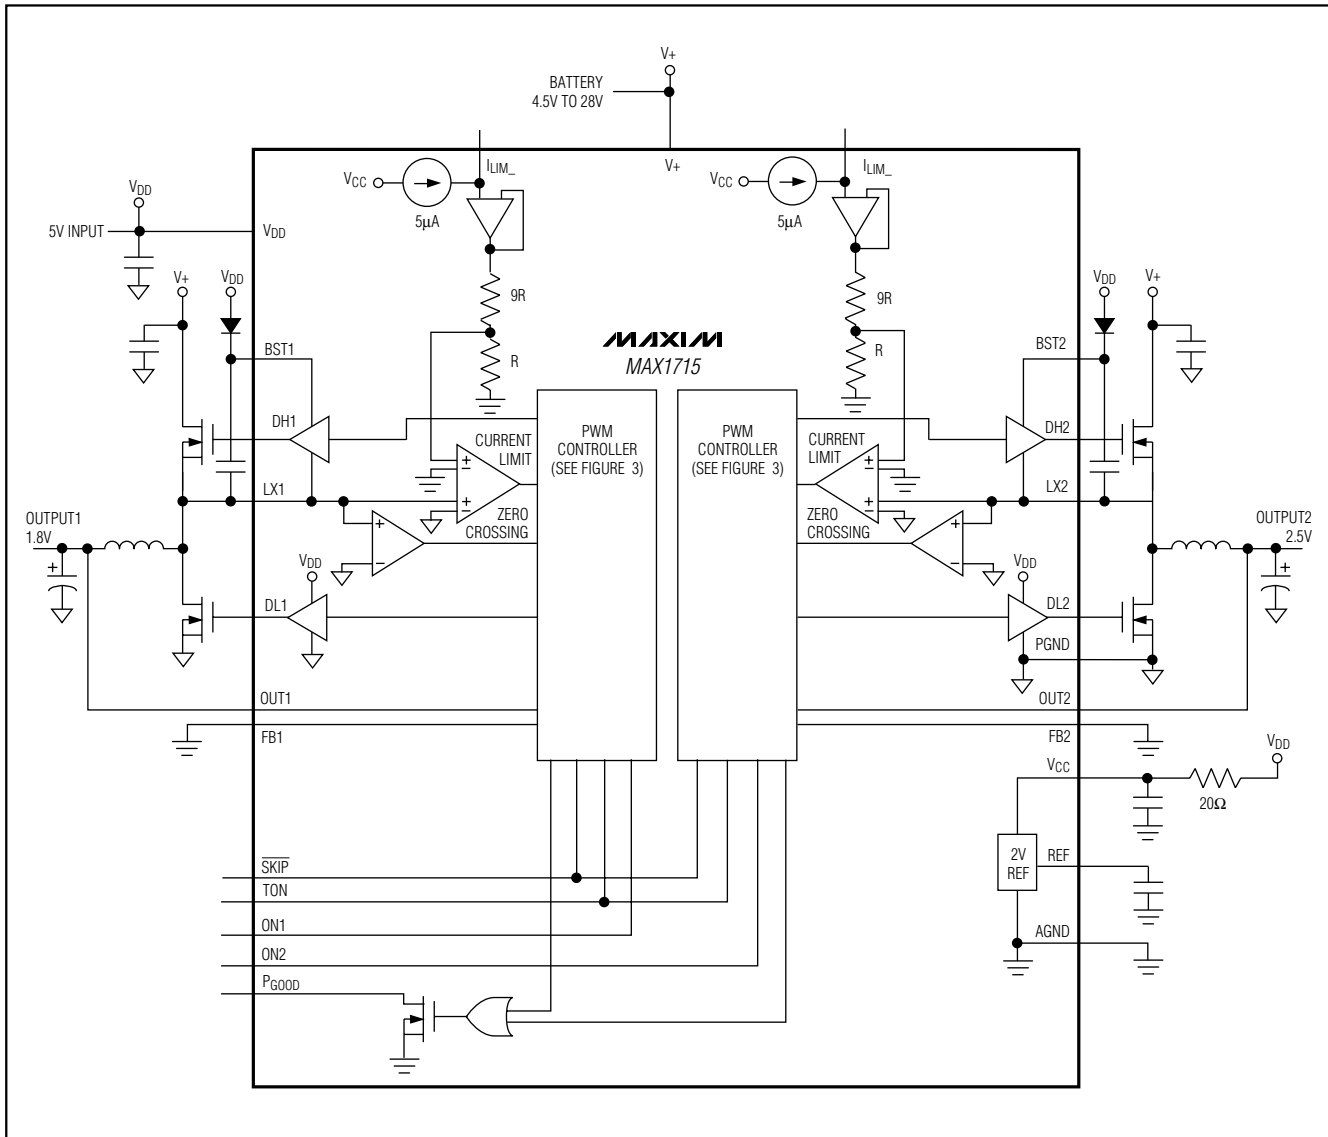 V+
BATTERY
4.5V TO 28V
V+
ILIM_
VCC
5µA
ILIM_
VCC
5µA
VDD
5V INPUT
VDD
V+
VDD
9R
R
9R
R
VDD
V+
MAXIM
MAX1715
BST1
BST2
DH1
DH2
PWM
CONTROLLER
(SEE FIGURE 3)
PWM
CONTROLLER
(SEE FIGURE 3)
CURRENT
LIMIT
CURRENT
LIMIT
+
−
+
−
+
−
+
−
LX1
LX2
ZERO
CROSSING
ZERO
CROSSING
+
−
+
−
OUTPUT1
1.8V
+
OUTPUT2
2.5V
+
VDD
VDD
DL1
DL2
PGND
OUT1
OUT2
FB1
FB2
VCC
VDD
20Ω
2V
REF
REF
AGND
SKIP
TON
ON1
ON2
PGOOD